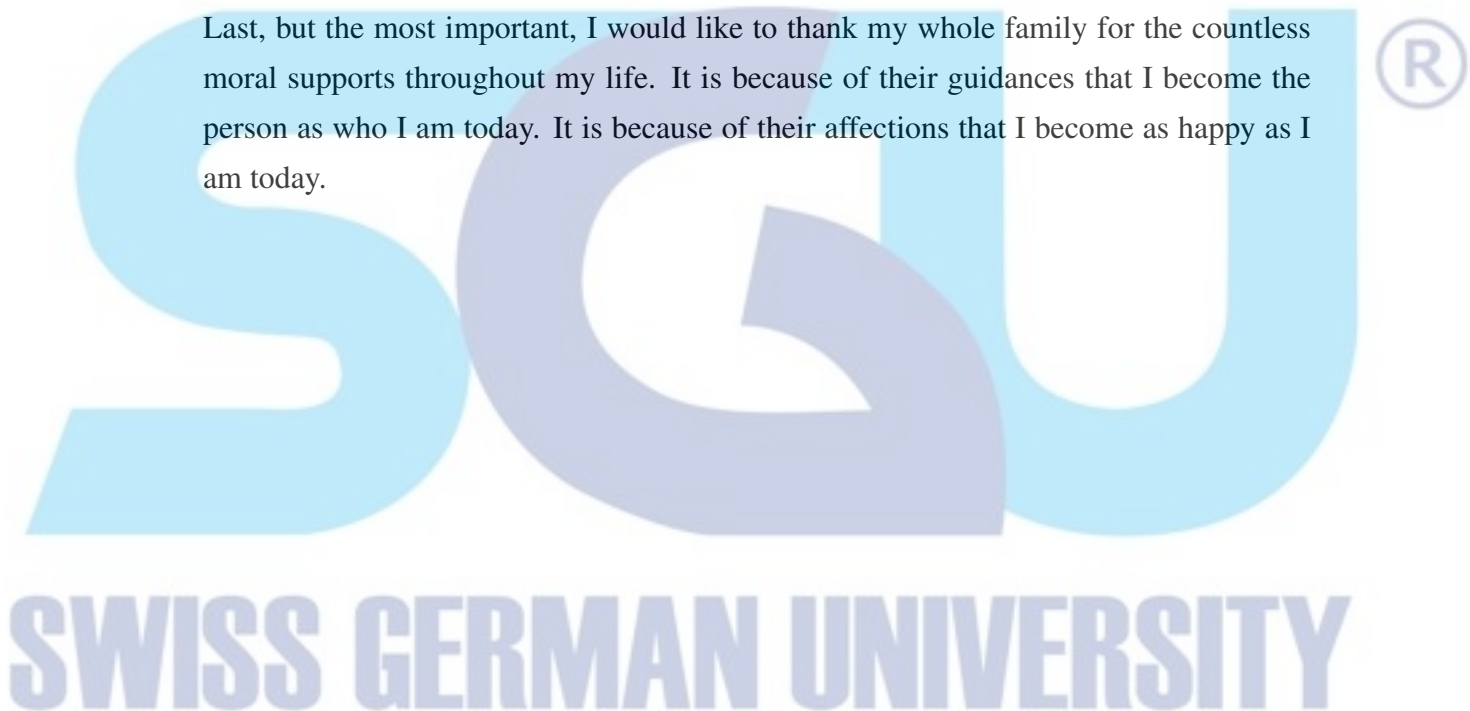 Last, but the most important, I would like to thank my whole family for the countless
moral supports throughout my life. It is because of their guidances that I become the
person as who I am today. It is because of their affections that I become as happy as I
am today.
SGU ®
SWISS GERMAN UNIVERSITY